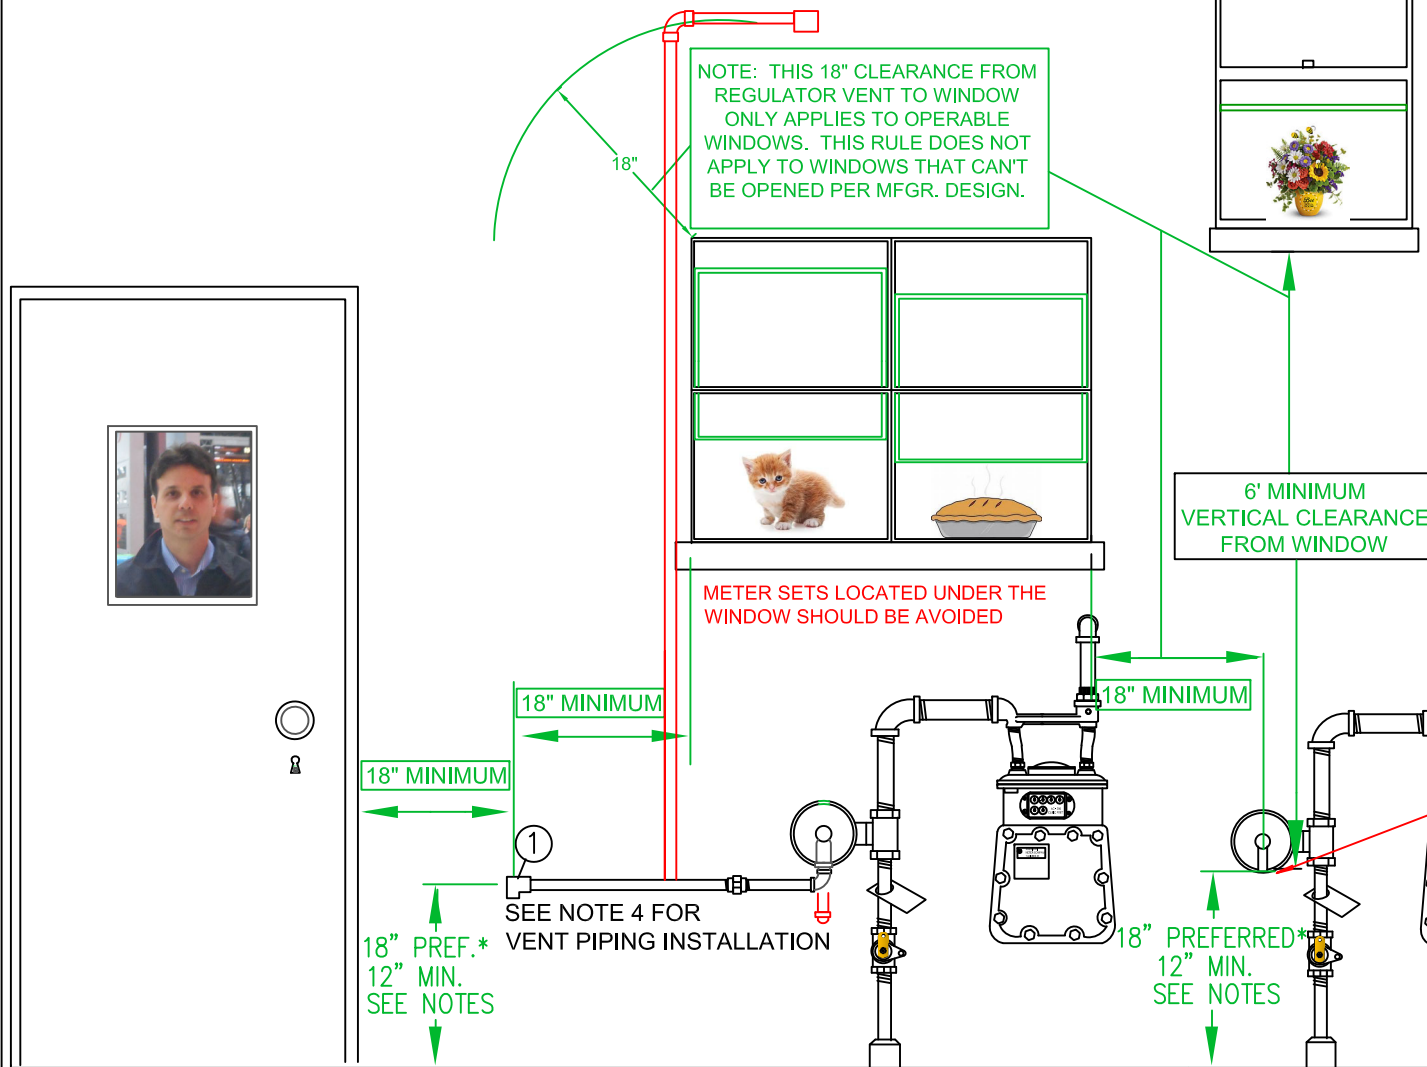 NOTE:  THIS 18" CLEARANCE FROM
REGULATOR VENT TO WINDOW
ONLY APPLIES TO OPERABLE
WINDOWS.  THIS RULE DOES NOT
APPLY TO WINDOWS THAT CAN'T
BE OPENED PER MFGR. DESIGN.
18"
6' MINIMUM
VERTICAL CLEARANCE
FROM WINDOW
METER SETS LOCATED UNDER THE
WINDOW SHOULD BE AVOIDED
18" MINIMUM
18" MINIMUM
18" MINIMUM
1
SEE NOTE 4 FOR
VENT PIPING INSTALLATION
18" PREF.*
12" MIN.
SEE NOTES
18" PREFERRED*
12" MIN.
SEE NOTES